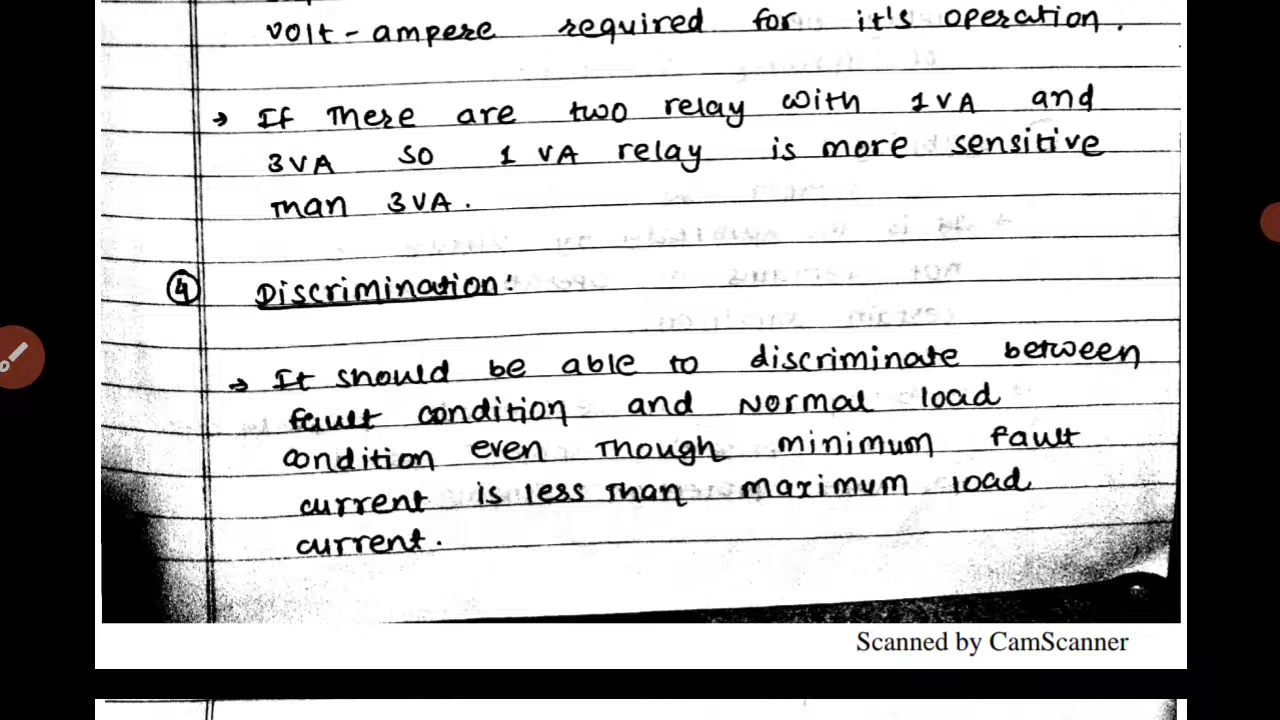 volt-ampere required for it's operation.
→ If There are two relay with 1VA and
3VA so 1 VA relay is more sensitive
Than 3VA.
④ Discrimination:
→ It should be able to discriminate between
fault condition and Normal load
condition even Though minimum fault
current is less Than maximum load
current.
Scanned by CamScanner